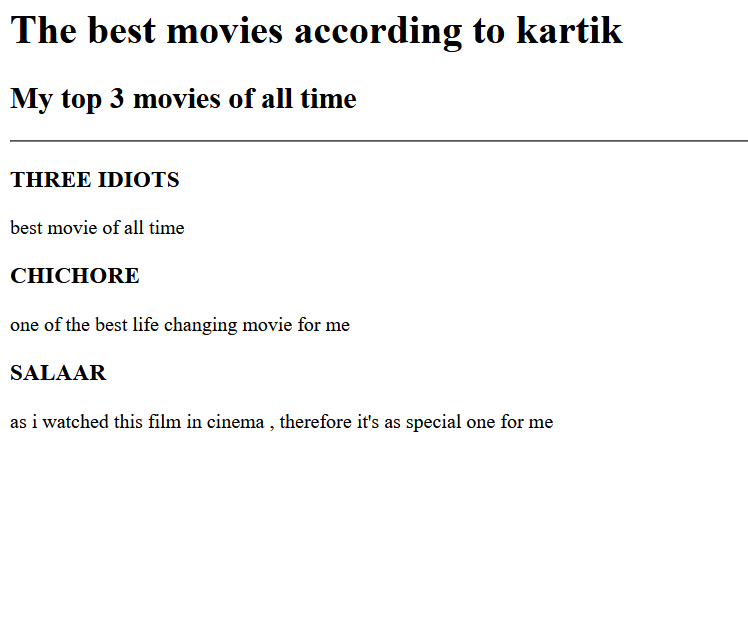 The best movies according to kartik
My top 3 movies of all time
THREE IDIOTS
best movie of all time
CHICHORE
one of the best life changing movie for me
SALAAR
as i watched this film in cinema , therefore it's as special one for me